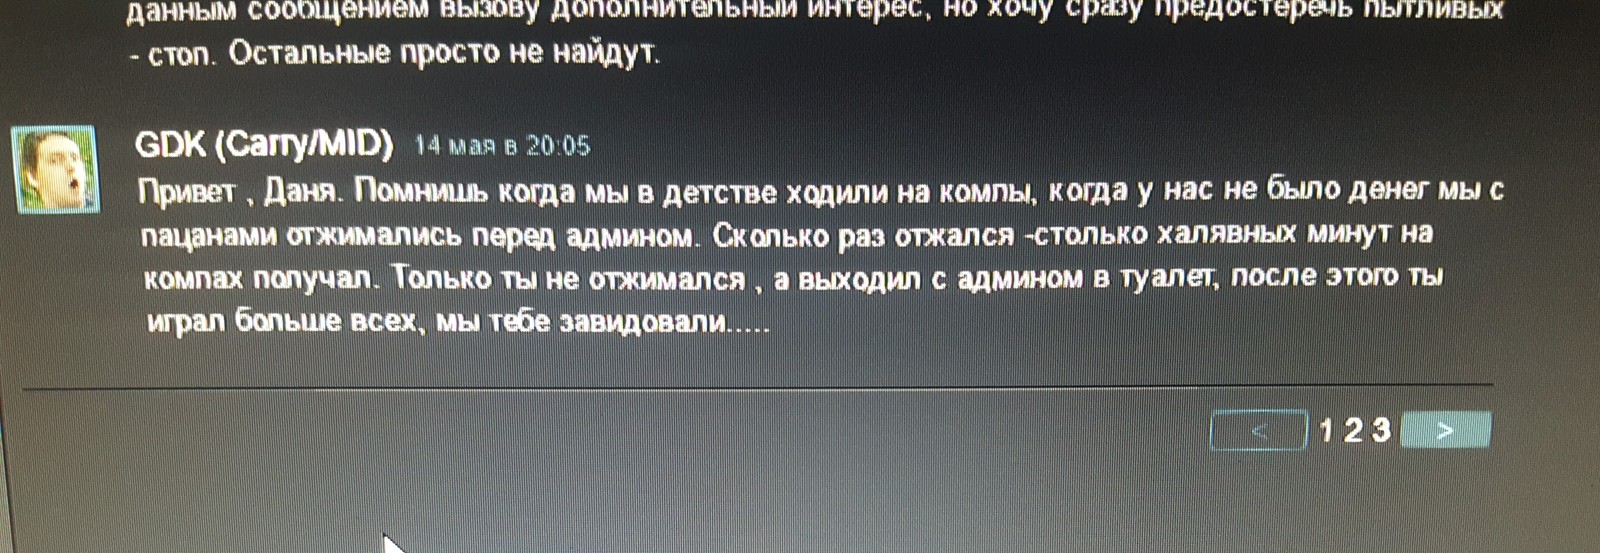 данным сообщением вызову дополнительный интерес, но хочу сразу предостеречь пытливых
- стоп. Остальные просто не найдут.
GDK (Carry/MID) 14 мая в 20:05
Привет , Даня. Помнишь когда мы в детстве ходили на компы, когда у нас не было денег мы с
пацанами отжимались перед админом. Сколько раз отжался -столько халявных минут на
компах получал. Только ты не отжимался , а выходил с админом в туалет, после этого ты
играл больше всех, мы тебе завидовали.....
< 1 2 3 >